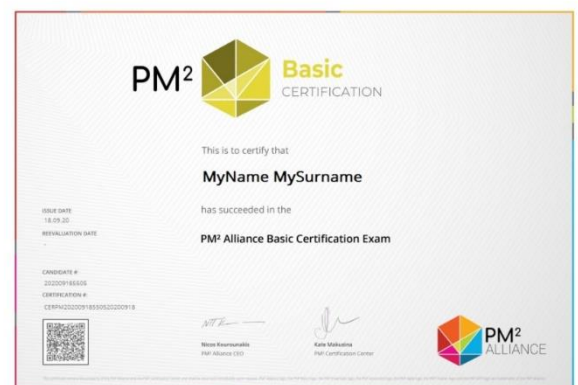 PM² Basic
CERTIFICATION
This is to certify that
MyName MySurname
has succeeded in the
PM² Alliance Basic Certification Exam
ISSUE DATE
18.09.20
REEVALUATION DATE
-
CANDIDATE #:
202009185505
CERTIFICATION #:
Nicos Kourounakis
PM² Alliance CEO
Kate Makozina
PM² Certification Center
PM²
ALLIANCE